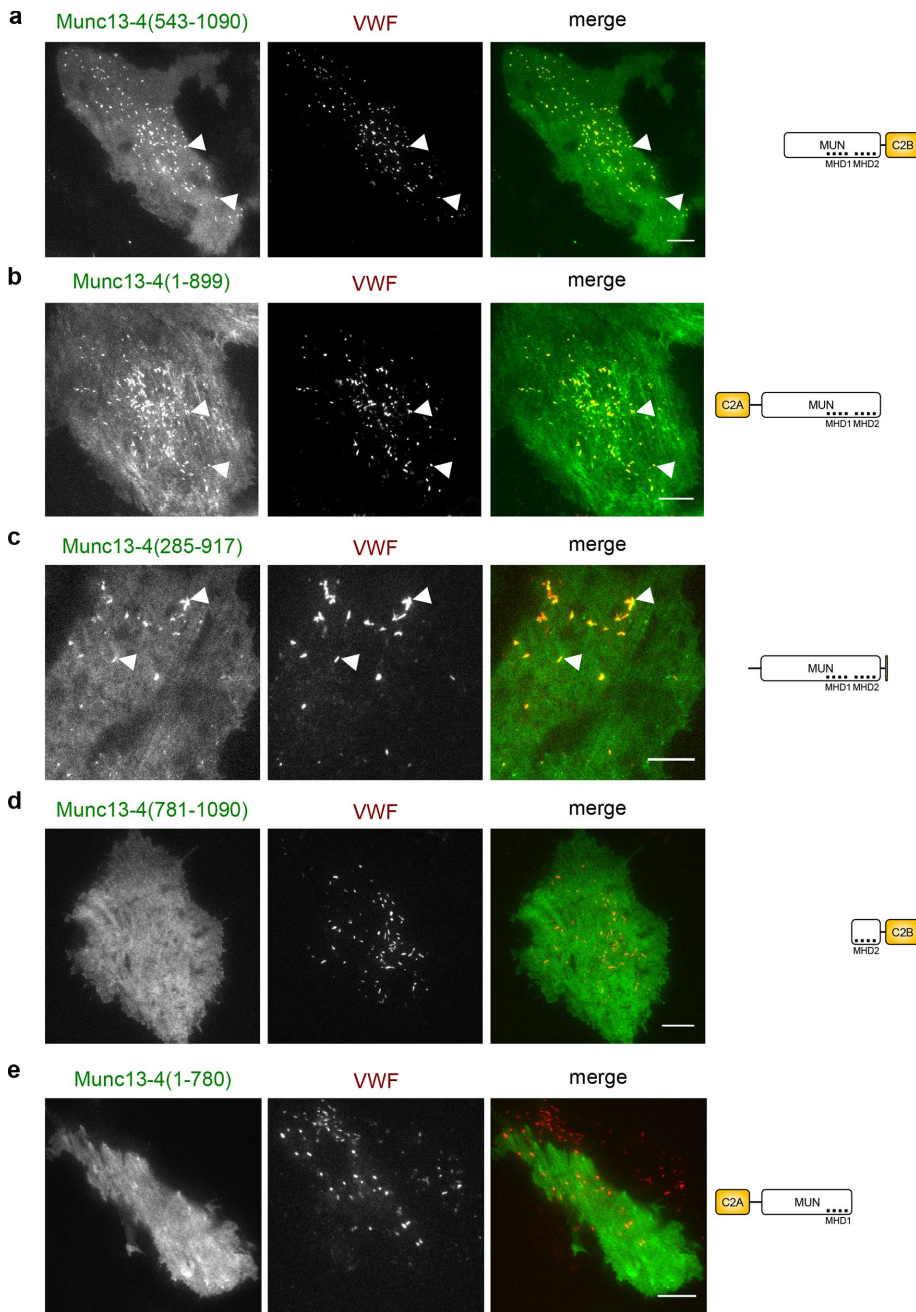 a
Munc13-4(543-1090) VWF merge
MUN C2B
MHD1 MHD2
b
Munc13-4(1-899) VWF merge
C2A MUN
MHD1 MHD2
c
Munc13-4(285-917) VWF merge
MUN
MHD1 MHD2
d
Munc13-4(781-1090) VWF merge
C2B
MHD2
e
Munc13-4(1-780) VWF merge
C2A MUN
MHD1